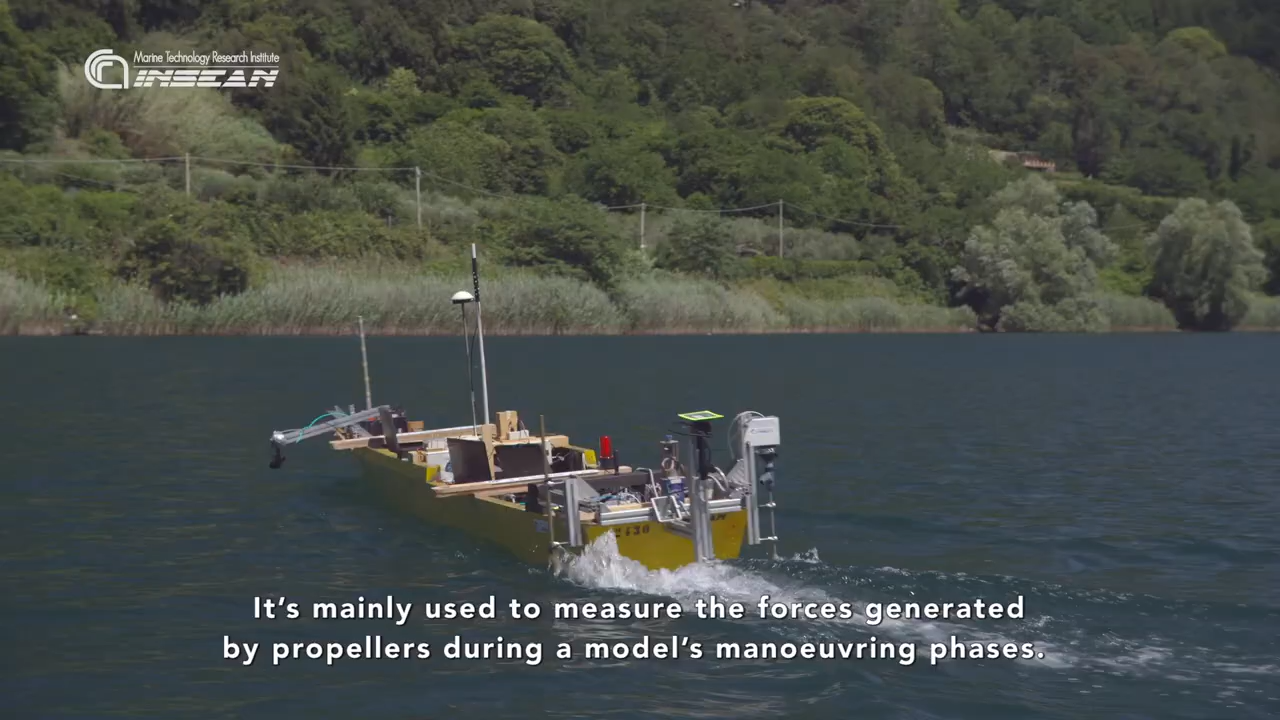 Marine Technology Research Institute
INSEAN
It's mainly used to measure the forces generated
by propellers during a model's manoeuvring phases.